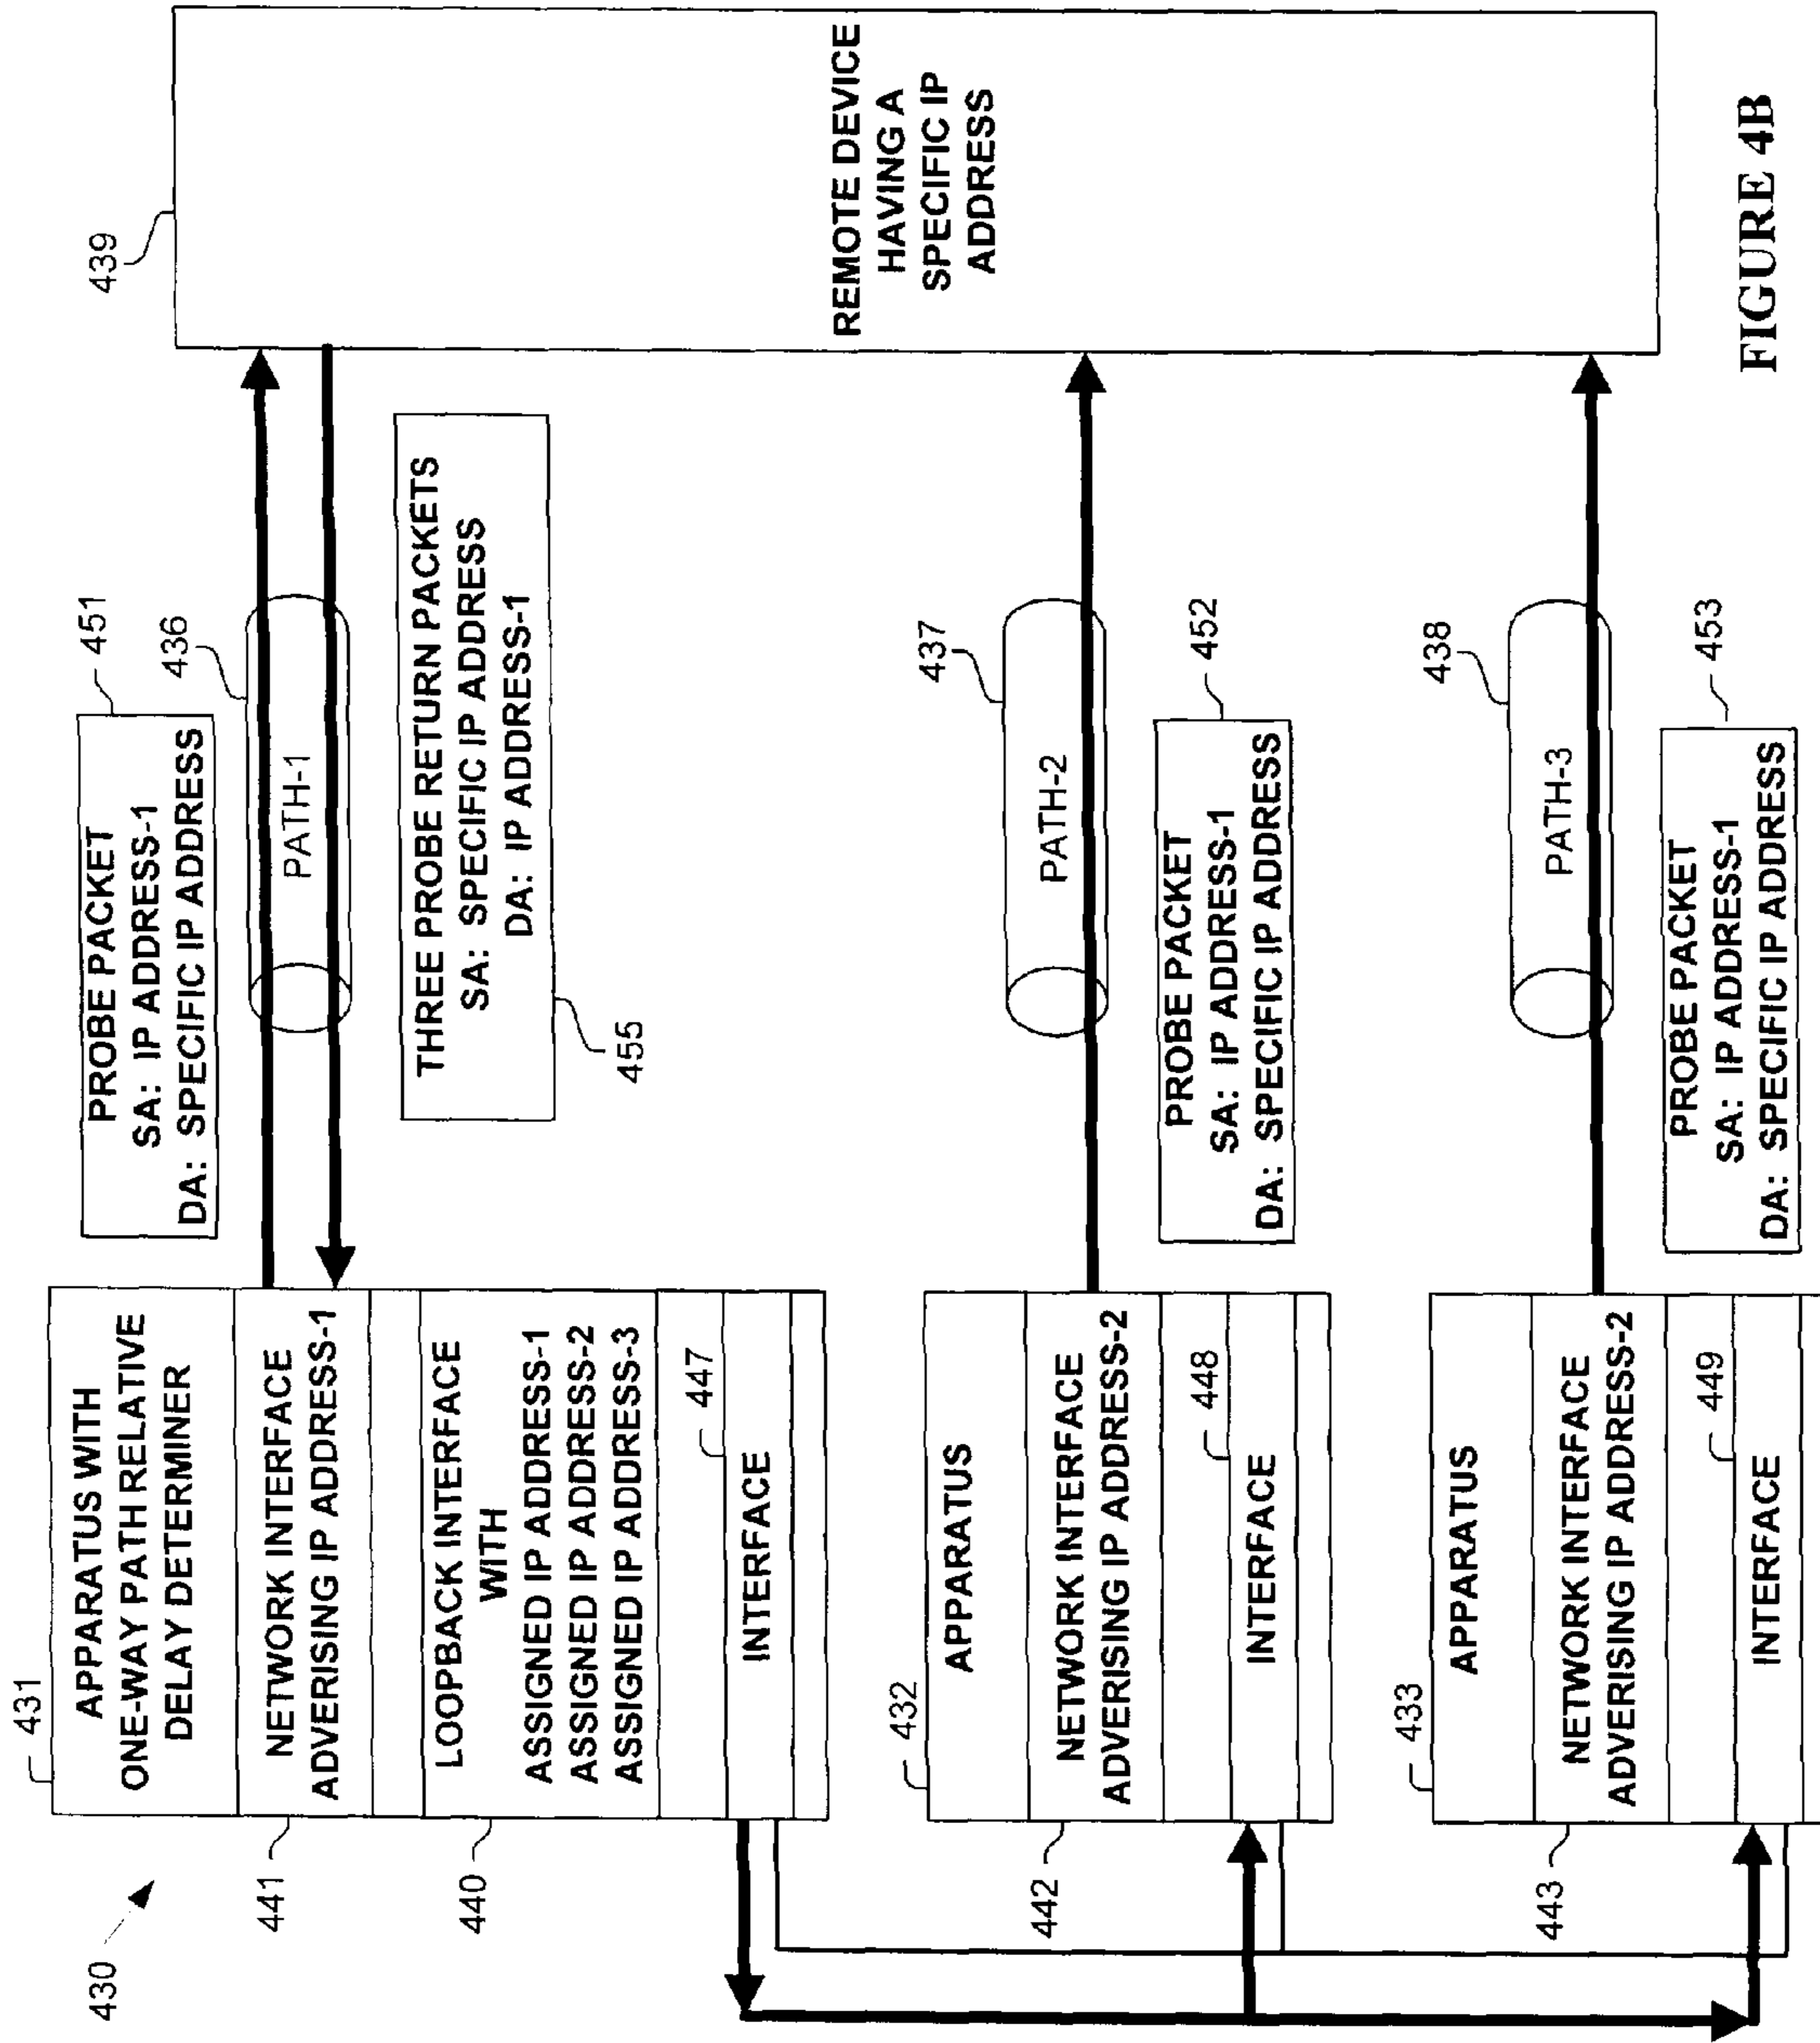 430
431
APPARATUS WITH
ONE-WAY PATH RELATIVE
DELAY DETERMINER
441
NETWORK INTERFACE
ADVERISING IP ADDRESS-1
440
LOOPBACK INTERFACE
WITH
ASSIGNED IP ADDRESS-1
ASSIGNED IP ADDRESS-2
ASSIGNED IP ADDRESS-3
447
INTERFACE
432
APPARATUS
442
NETWORK INTERFACE
ADVERISING IP ADDRESS-2
448
INTERFACE
433
APPARATUS
443
NETWORK INTERFACE
ADVERISING IP ADDRESS-2
449
INTERFACE
PROBE PACKET
SA: IP ADDRESS-1
DA: SPECIFIC IP ADDRESS
451
436
PATH-1
THREE PROBE RETURN PACKETS
SA: SPECIFIC IP ADDRESS
DA: IP ADDRESS-1
455
437
PATH-2
PROBE PACKET
SA: IP ADDRESS-1
DA: SPECIFIC IP ADDRESS
452
438
PATH-3
PROBE PACKET
SA: IP ADDRESS-1
DA: SPECIFIC IP ADDRESS
453
439
REMOTE DEVICE
HAVING A
SPECIFIC IP
ADDRESS
FIGURE 4B